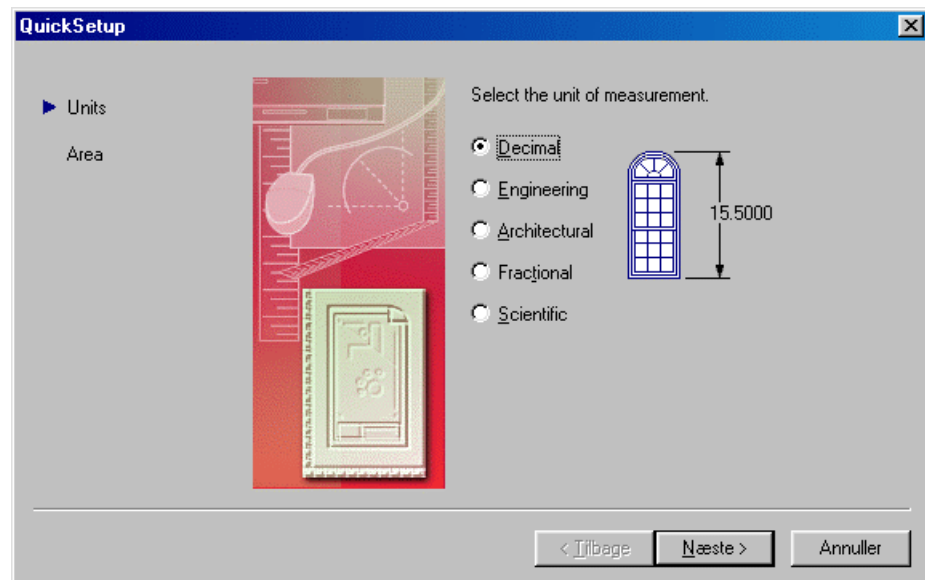 QuickSetup
Units
Area
Select the unit of measurement.
Decimal
Engineering
Architectural
Fractional
Scientific
15.5000
< Tilbage
Næste >
Annuller